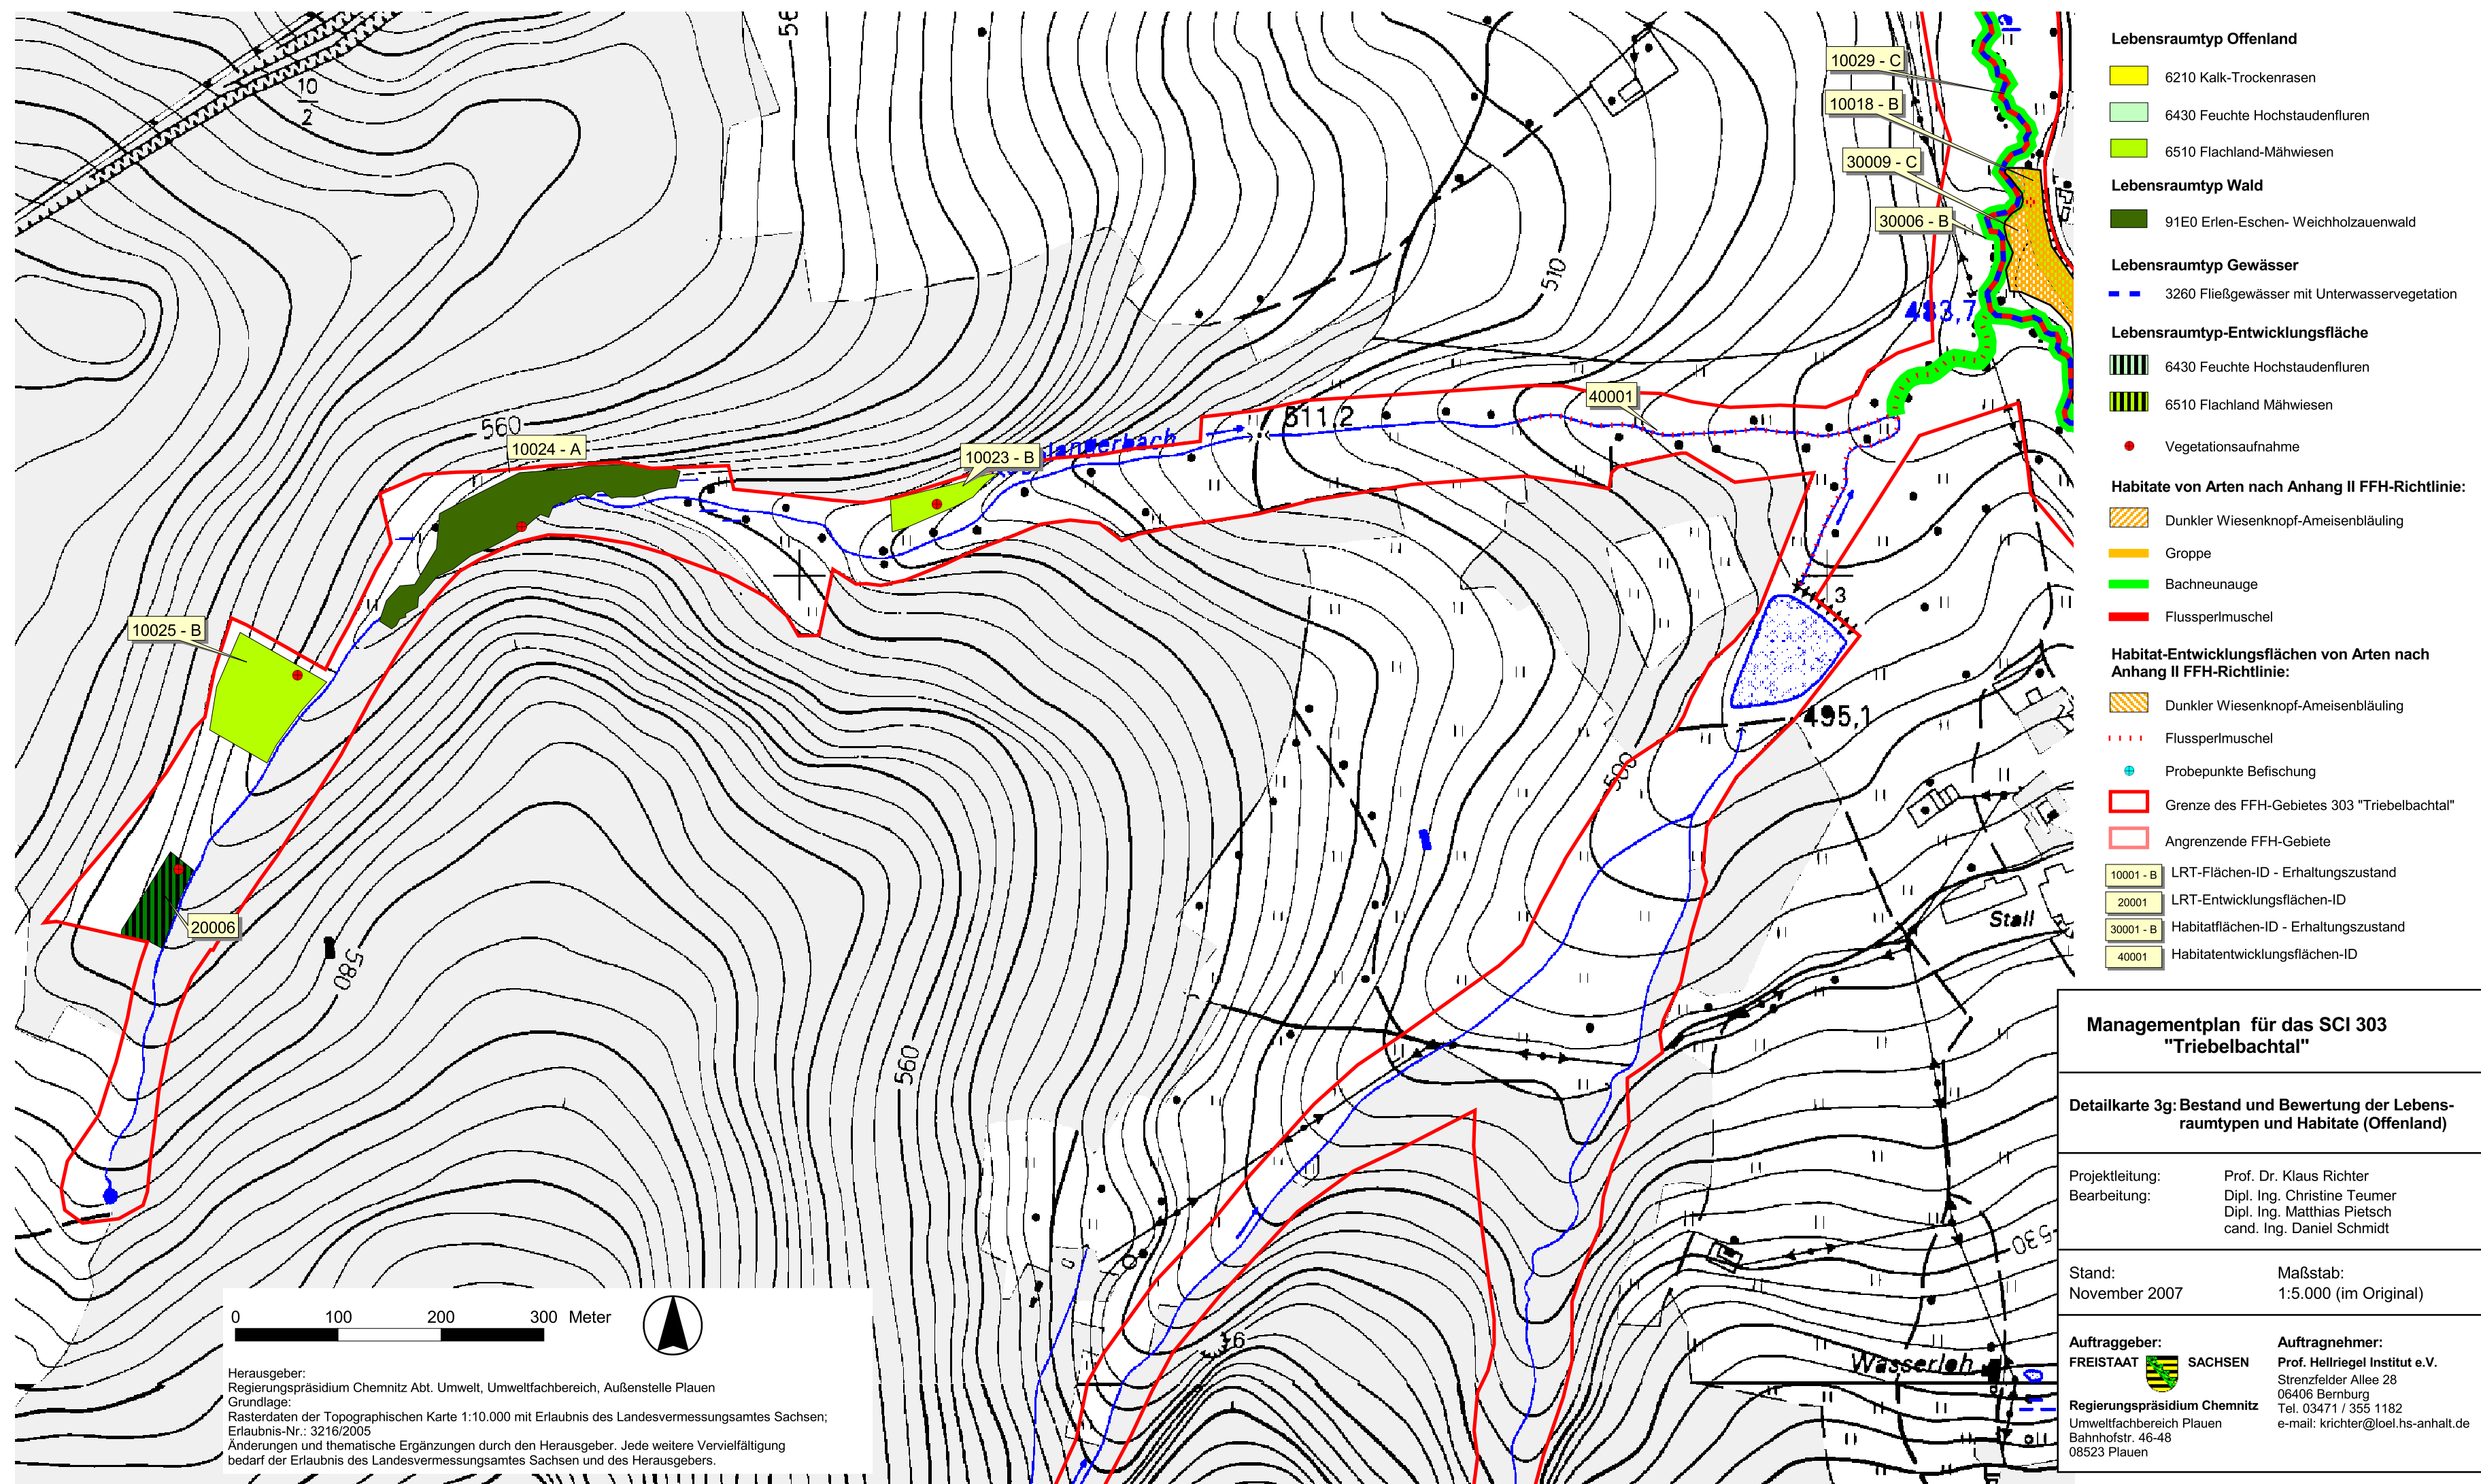 10
2
560
10024 - A
10023 - B
511,2
510
40001
10029 - C
10018 - B
30009 - C
30006 - B
10025 - B
20006
580
560
500
3
495,1
Stall
530
6
Wasserloh
0 100 200 300 Meter
Herausgeber:
Regierungspräsidium Chemnitz Abt. Umwelt, Umweltfachbereich, Außenstelle Plauen
Grundlage:
Rasterdaten der Topographischen Karte 1:10.000 mit Erlaubnis des Landesvermessungsamtes Sachsen;
Erlaubnis-Nr.: 3216/2005
Änderungen und thematische Ergänzungen durch den Herausgeber. Jede weitere Vervielfältigung
bedarf der Erlaubnis des Landesvermessungsamtes Sachsen und des Herausgebers.
Lebensraumtyp Offenland
6210 Kalk-Trockenrasen
6430 Feuchte Hochstaudenfluren
6510 Flachland-Mähwiesen
Lebensraumtyp Wald
91E0 Erlen-Eschen- Weichholzauenwald
Lebensraumtyp Gewässer
3260 Fließgewässer mit Unterwasservegetation
Lebensraumtyp-Entwicklungsfläche
6430 Feuchte Hochstaudenfluren
6510 Flachland Mähwiesen
Vegetationsaufnahme
Habitate von Arten nach Anhang II FFH-Richtlinie:
Dunkler Wiesenknopf-Ameisenbläuling
Groppe
Bachneunauge
Flussperlmuschel
Habitat-Entwicklungsflächen von Arten nach
Anhang II FFH-Richtlinie:
Dunkler Wiesenknopf-Ameisenbläuling
Flussperlmuschel
Probepunkte Befischung
Grenze des FFH-Gebietes 303 "Triebelbachtal"
Angrenzende FFH-Gebiete
10001 - B LRT-Flächen-ID - Erhaltungszustand
20001 LRT-Entwicklungsflächen-ID
30001 - B Habitatflächen-ID - Erhaltungszustand
40001 Habitatentwicklungsflächen-ID
Managementplan für das SCI 303
"Triebelbachtal"
Detailkarte 3g: Bestand und Bewertung der Lebens-
raumtypen und Habitate (Offenland)
Projektleitung: Prof. Dr. Klaus Richter
Bearbeitung: Dipl. Ing. Christine Teumer
Dipl. Ing. Matthias Pietsch
cand. Ing. Daniel Schmidt
Stand: Maßstab:
November 2007 1:5.000 (im Original)
Auftraggeber:
FREISTAAT SACHSEN
Regierungspräsidium Chemnitz
Umweltfachbereich Plauen
Bahnhofstr. 46-48
08523 Plauen
Auftragnehmer:
Prof. Hellriegel Institut e.V.
Strenzfelder Allee 28
06406 Bernburg
Tel. 03471 / 355 1182
e-mail: krichter@loel.hs-anhalt.de